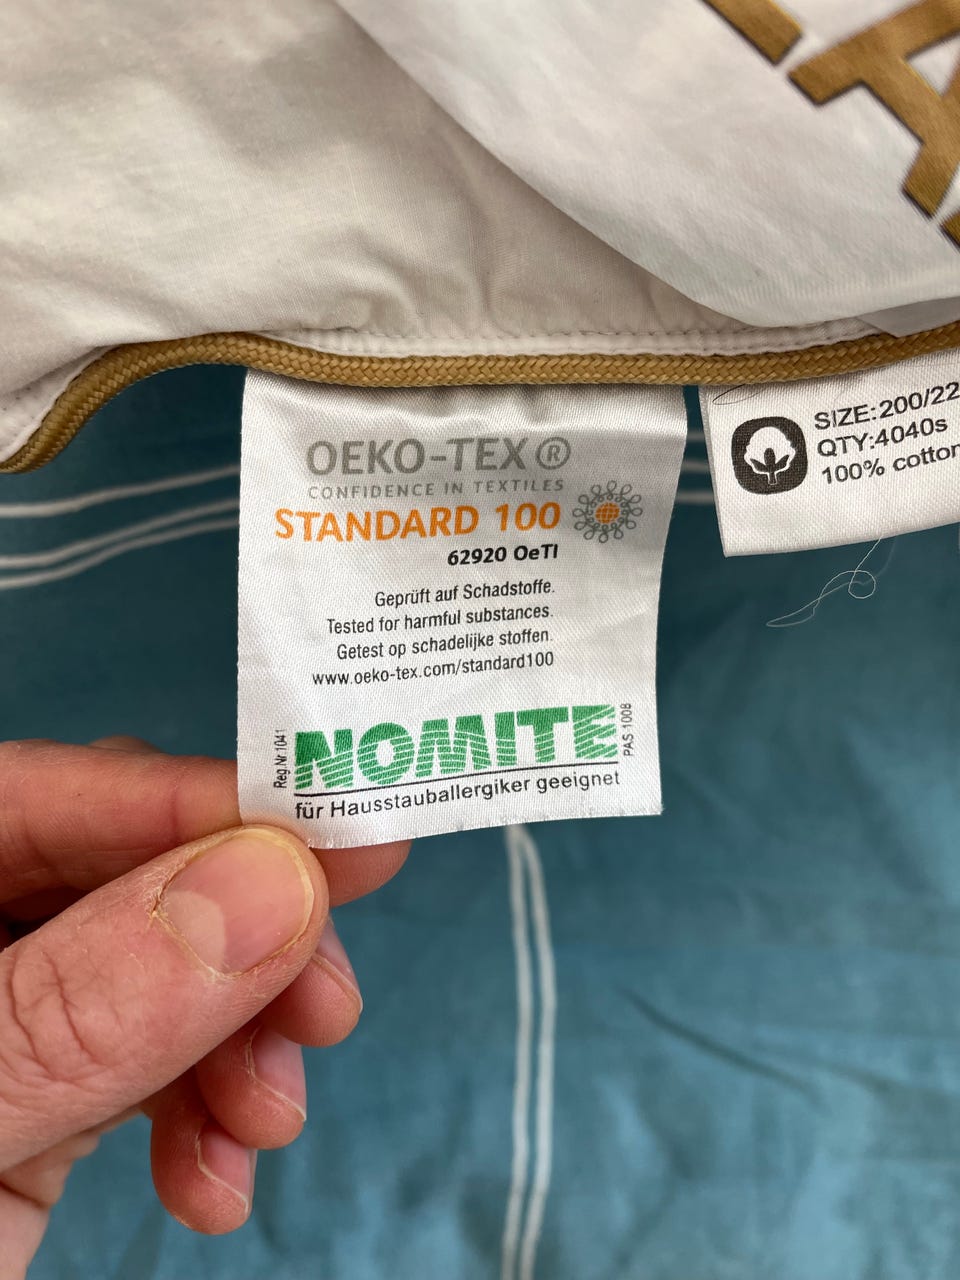 OEKO-TEX®
CONFIDENCE IN TEXTILES
STANDARD 100
62920 OeTI
Geprüft auf Schadstoffe.
Tested for harmful substances.
Getest op schadelijke stoffen.
www.oeko-tex.com/standard100
Reg.Nr 1041
NOMITE
PAS 1008
für Hausstauballergiker geeignet
SIZE:200/22
QTY:4040s
100% cotton